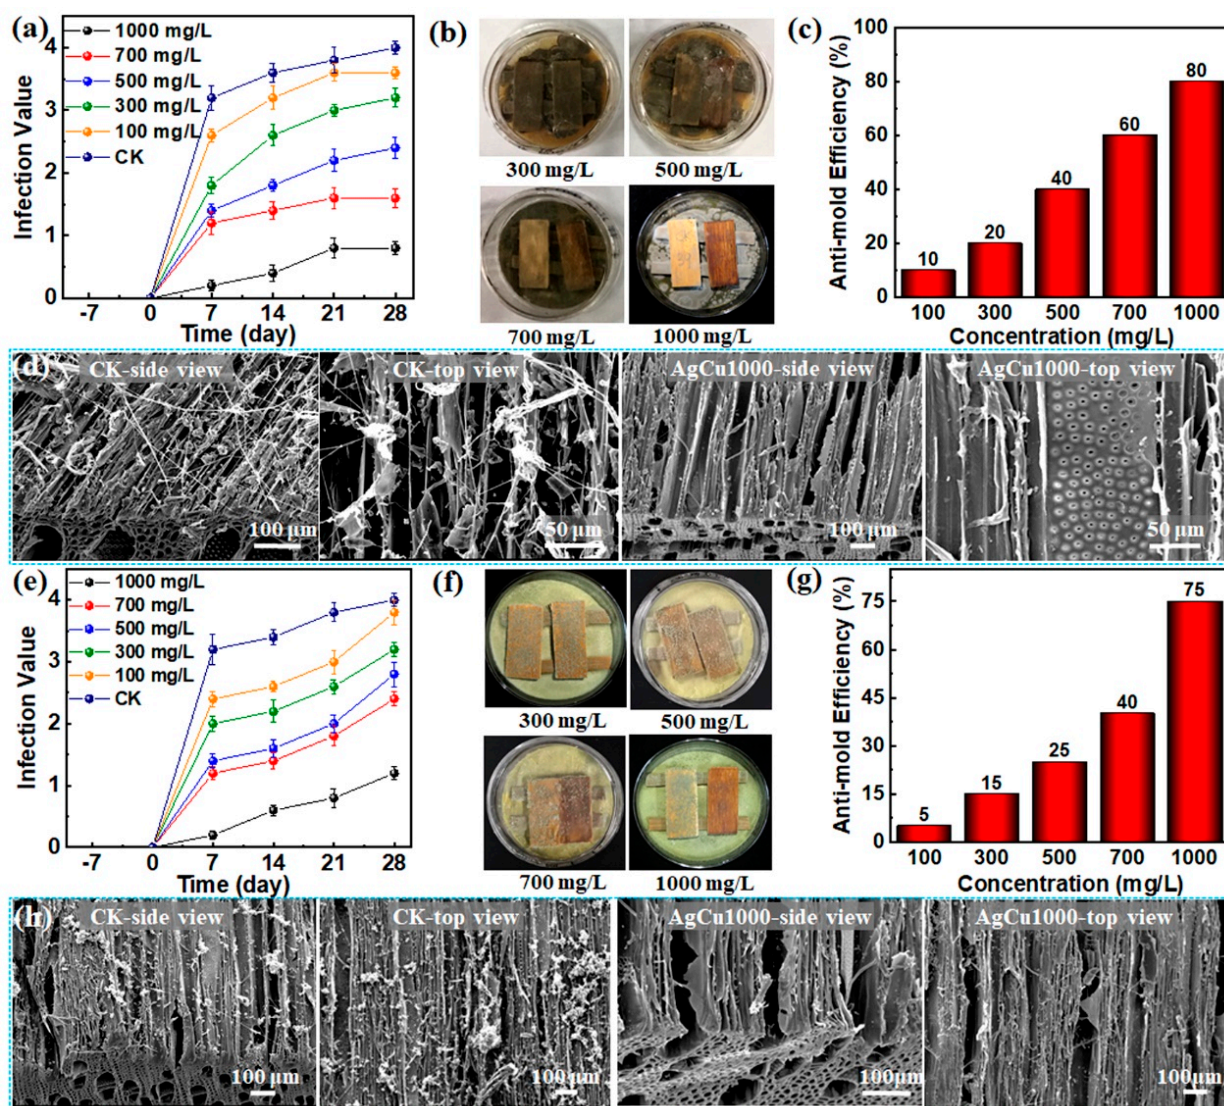 (a)
1000 mg/L
700 mg/L
500 mg/L
300 mg/L
100 mg/L
CK
Infection Value
4
3
2
1
0
-7 0 7 14 21 28
Time (day)
(b)
300 mg/L 500 mg/L
700 mg/L 1000 mg/L
(c)
Anti-mold Efficiency (%)
100
80
60
40
20
0
10 20 40 60 80
100 300 500 700 1000
Concentration (mg/L)
(d)
CK-side view
100 μm
CK-top view
50 μm
AgCu1000-side view
100 μm
AgCu1000-top view
50 μm
(e)
1000 mg/L
700 mg/L
500 mg/L
300 mg/L
100 mg/L
CK
Infection Value
4
3
2
1
0
-7 0 7 14 21 28
Time (day)
(f)
300 mg/L 500 mg/L
700 mg/L 1000 mg/L
(g)
Anti-mold Efficiency (%)
75
60
45
30
15
0
5 15 25 40 75
100 300 500 700 1000
Concentration (mg/L)
(h)
CK-side view
100 μm
CK-top view
100 μm
AgCu1000-side view
100μm
AgCu1000-top view
100μm